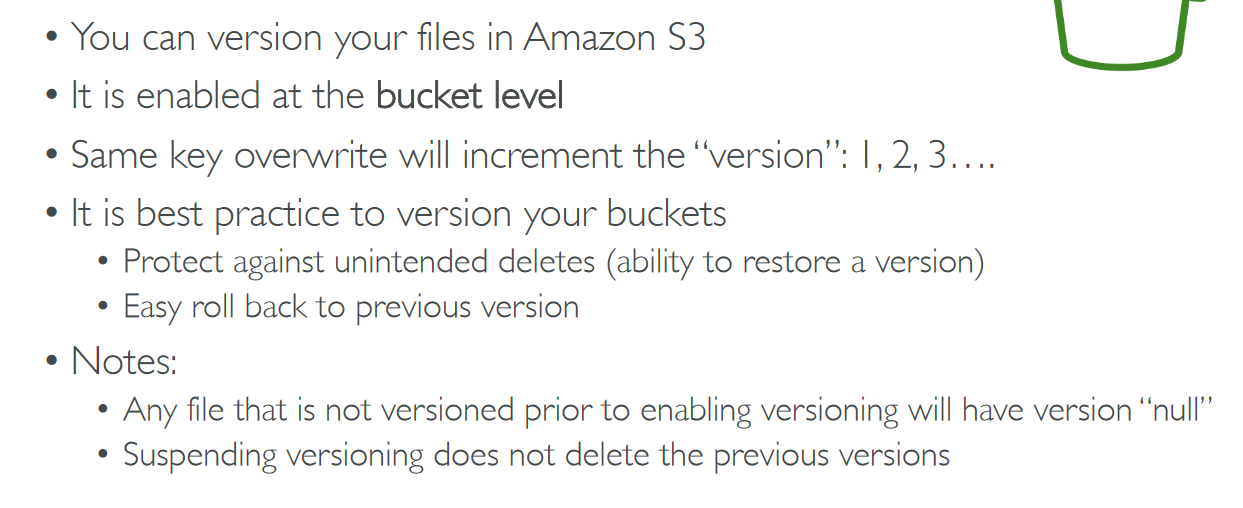 • You can version your files in Amazon S3
• It is enabled at the bucket level
• Same key overwrite will increment the “version”: 1, 2, 3….
• It is best practice to version your buckets
• Protect against unintended deletes (ability to restore a version)
• Easy roll back to previous version
• Notes:
• Any file that is not versioned prior to enabling versioning will have version “null”
• Suspending versioning does not delete the previous versions